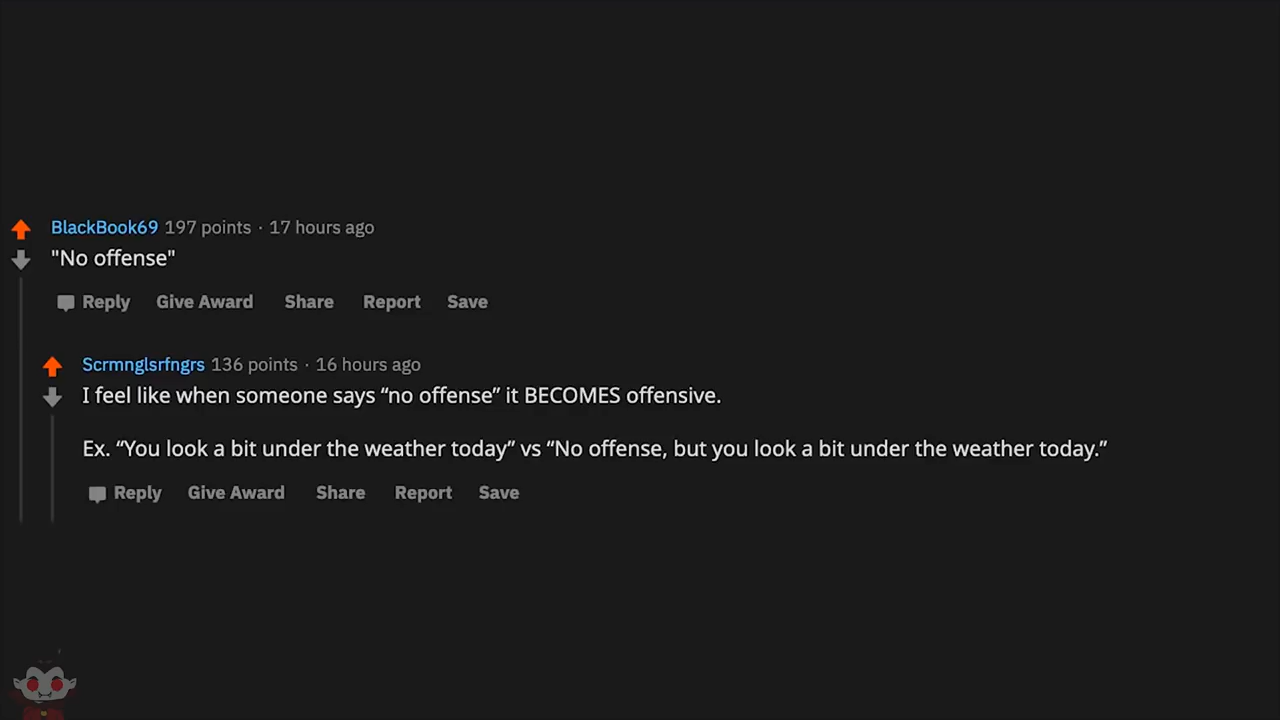 BlackBook69 197 points · 17 hours ago
"No offense"
Reply Give Award Share Report Save
Scrmnglsrfngrs 136 points · 16 hours ago
I feel like when someone says “no offense” it BECOMES offensive.
Ex. “You look a bit under the weather today” vs “No offense, but you look a bit under the weather today.”
Reply Give Award Share Report Save